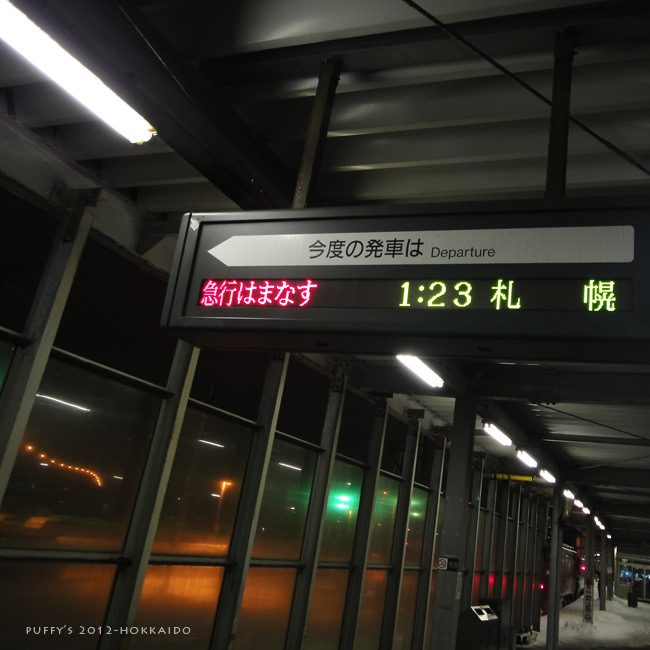 今度の発車は Departure
急行はまなす 1:23 札 幌
PUFFY'S 2012-HOKKAIDO